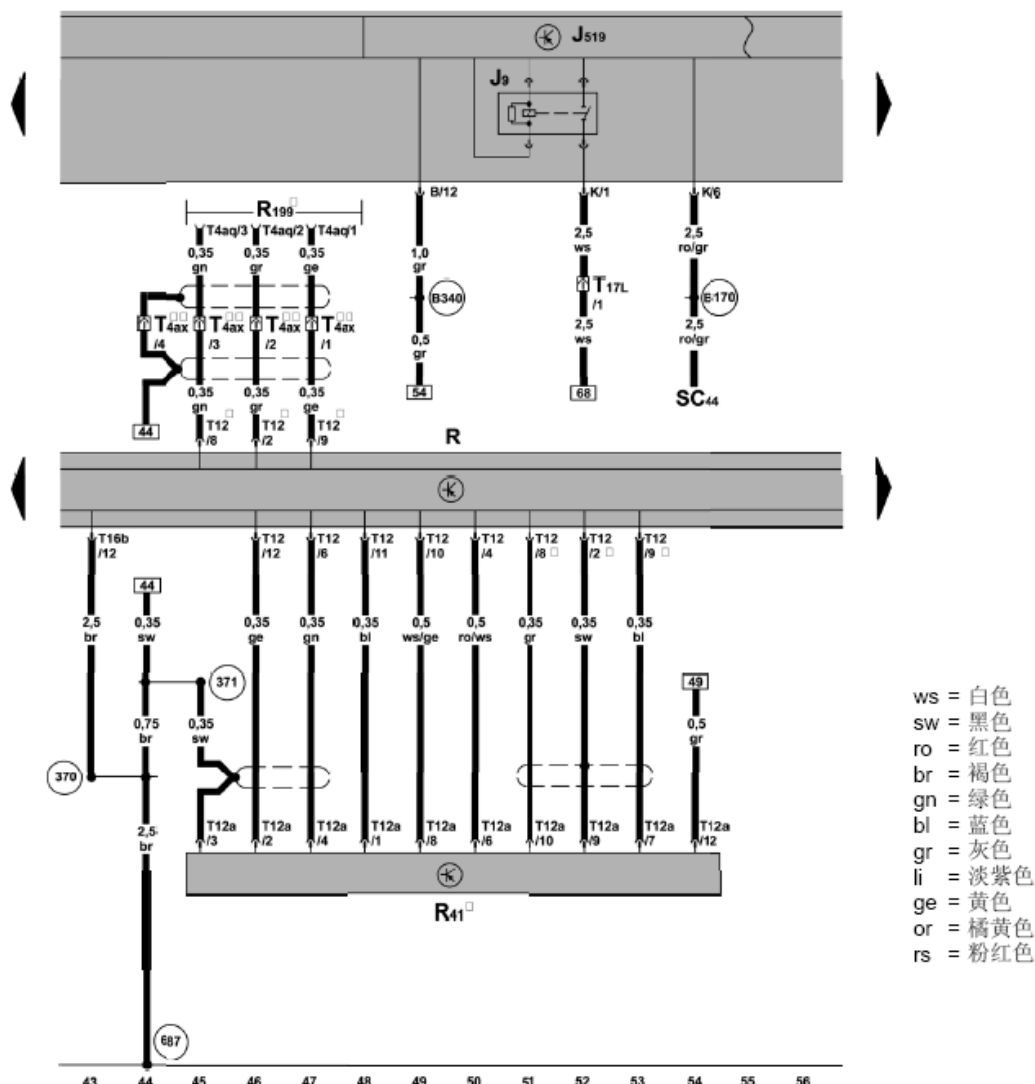 J519
J9
B/12
K/1
K/6
R199
T4aq/3 T4aq/2 T4aq/1
0,35 0,35 0,35
gn gr ge
1,0
gr
2,5
ws
2,5
ro/gr
B340
T17L
/1
B170
T4ax T4ax T4ax T4ax
/4 /3 /2 /1
0,5
gr
2,5
ws
2,5
ro/gr
0,35 0,35 0,35
gn gr ge
54
68
SC44
44
T12 T12 T12
/8 /2 /9
R
T16b
/12
T12 T12 T12 T12 T12 T12 T12 T12
/12 /6 /11 /10 /4 /8 /2 /9
44
2,5 0,35 0,35 0,35 0,35 0,5 0,5 0,35 0,35 0,35
br sw ge gn bl ws/ge ro/ws gr sw bl
371
49
0,75 0,35 0,5
br sw gr
370
2,5
br
T12a T12a T12a T12a T12a T12a T12a T12a T12a T12a
/3 /2 /4 /1 /8 /6 /10 /9 /7 /12
R41
687
43 44 45 46 47 48 49 50 51 52 53 54 55 56
ws = 白色
sw = 黑色
ro = 红色
br = 褐色
gn = 绿色
bl = 蓝色
gr = 灰色
li = 淡紫色
ge = 黄色
or = 橘黄色
rs = 粉红色